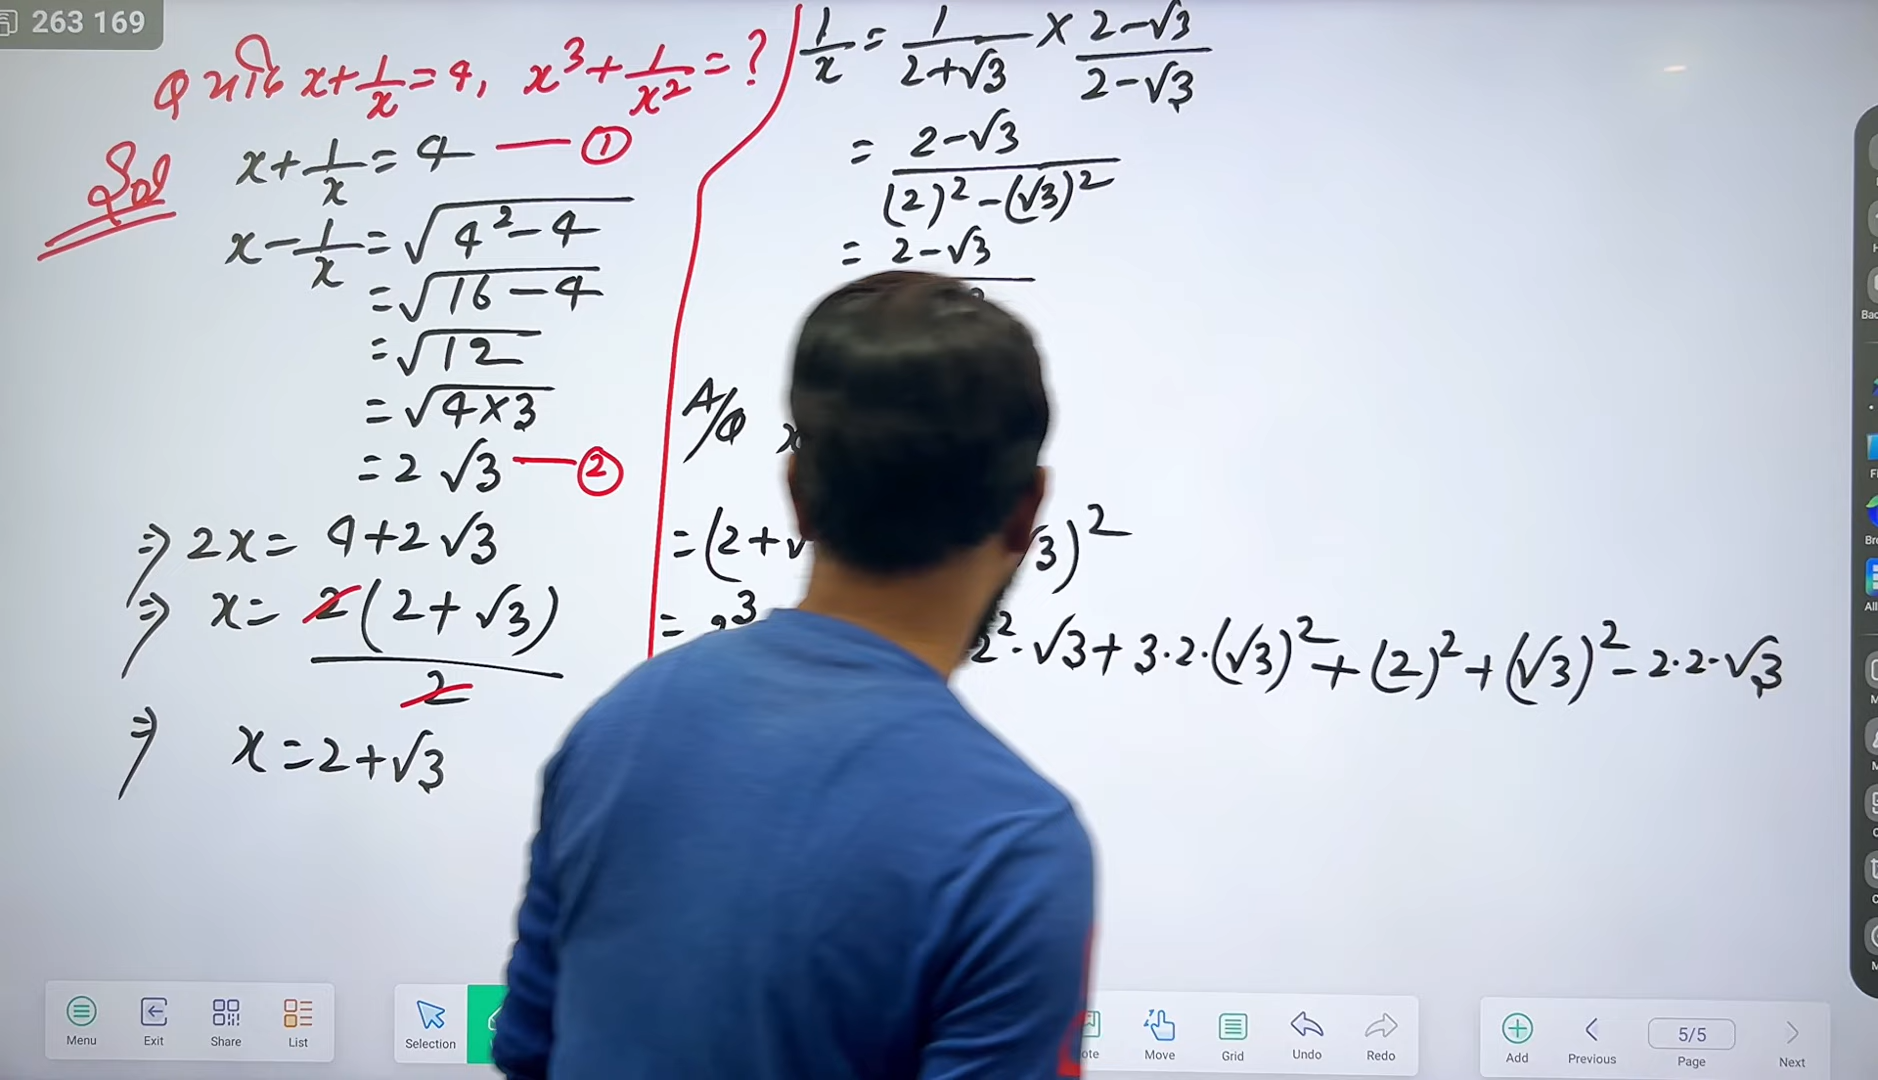 263 169
Q यदि x+1/x=4, x³+1/x²=?
Sol x+1/x=4 — ①
x-1/x=√(4²-4)
=√(16-4)
=√12
=√(4×3)
=2√3 — ②
⇒ 2x= 4+2√3
⇒ x= 2(2+√3)/2
⇒ x=2+√3
1/x = 1/(2+√3) × (2-√3)/(2-√3)
= (2-√3)/((2)²-(√3)²)
= 2-√3
A/Q x
=(2+√ 3)²
= 2³ 2²·√3+3·2·(√3)²+(2)²+(√3)²-2·2·√3
Menu Exit Share List Selection Move Grid Undo Redo Add Previous 5/5 Page Next